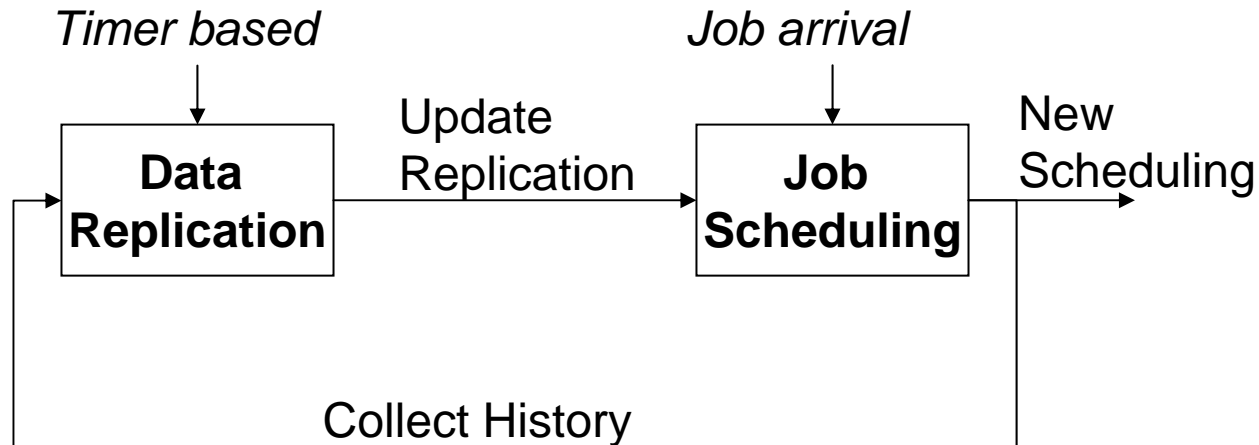 Timer based
Job arrival
Data
Replication
Update
Replication
Job
Scheduling
New
Scheduling
Collect History